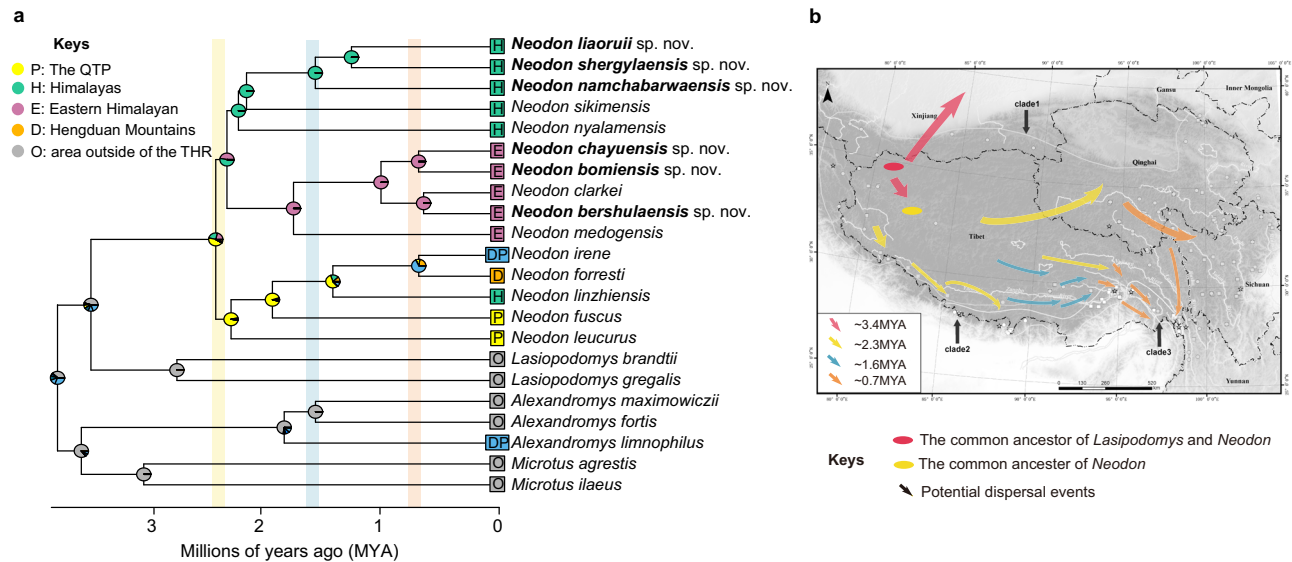 a
Keys
P: The QTP
H: Himalayas
E: Eastern Himalayan
D: Hengduan Mountains
O: area outside of the THR
H Neodon liaoruii sp. nov.
H Neodon shergylaensis sp. nov.
H Neodon namchabarwaensis sp. nov.
H Neodon sikimensis
H Neodon nyalamensis
E Neodon chayuensis sp. nov.
E Neodon bomiensis sp. nov.
E Neodon clarkei
E Neodon bershulaensis sp. nov.
E Neodon medogensis
DP Neodon irene
D Neodon forresti
H Neodon linzhiensis
P Neodon fuscus
P Neodon leucurus
O Lasiopodomys brandtii
O Lasiopodomys gregalis
O Alexandromys maximowiczii
O Alexandromys fortis
DP Alexandromys limnophilus
O Microtus agrestis
O Microtus ilaeus
3 2 1 0
Millions of years ago (MYA)
b
Gansu
Inner Mongolia
Xinjiang
clade1
Qinghai
Tibet
Sichuan
clade2
clade3
Yunnan
~3.4MYA
~2.3MYA
~1.6MYA
~0.7MYA
0 130 260 520
Keys
The common ancestor of Lasipodomys and Neodon
The common ancester of Neodon
Potential dispersal events